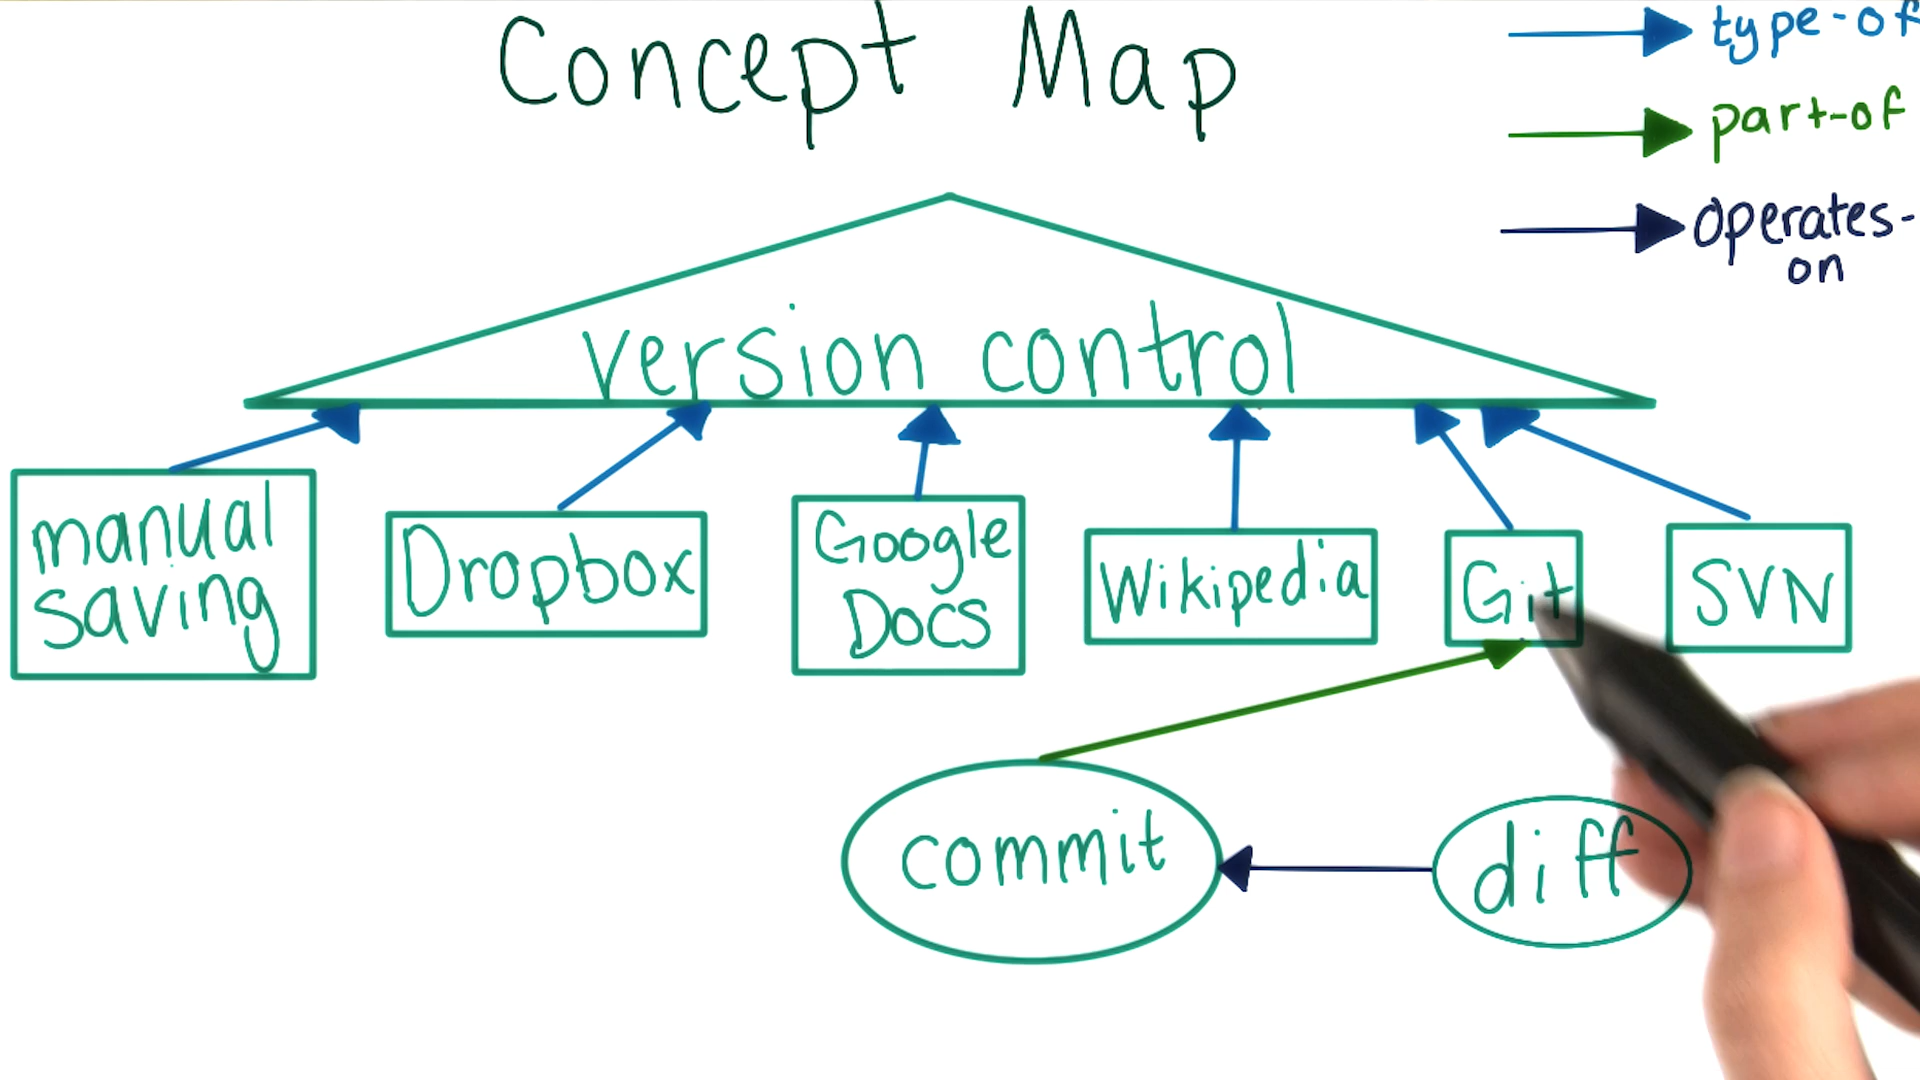 Concept Map
type-of
part-of
operates-
on
version control
manual
saving
Dropbox
Google
Docs
Wikipedia
Git
SVN
commit
diff